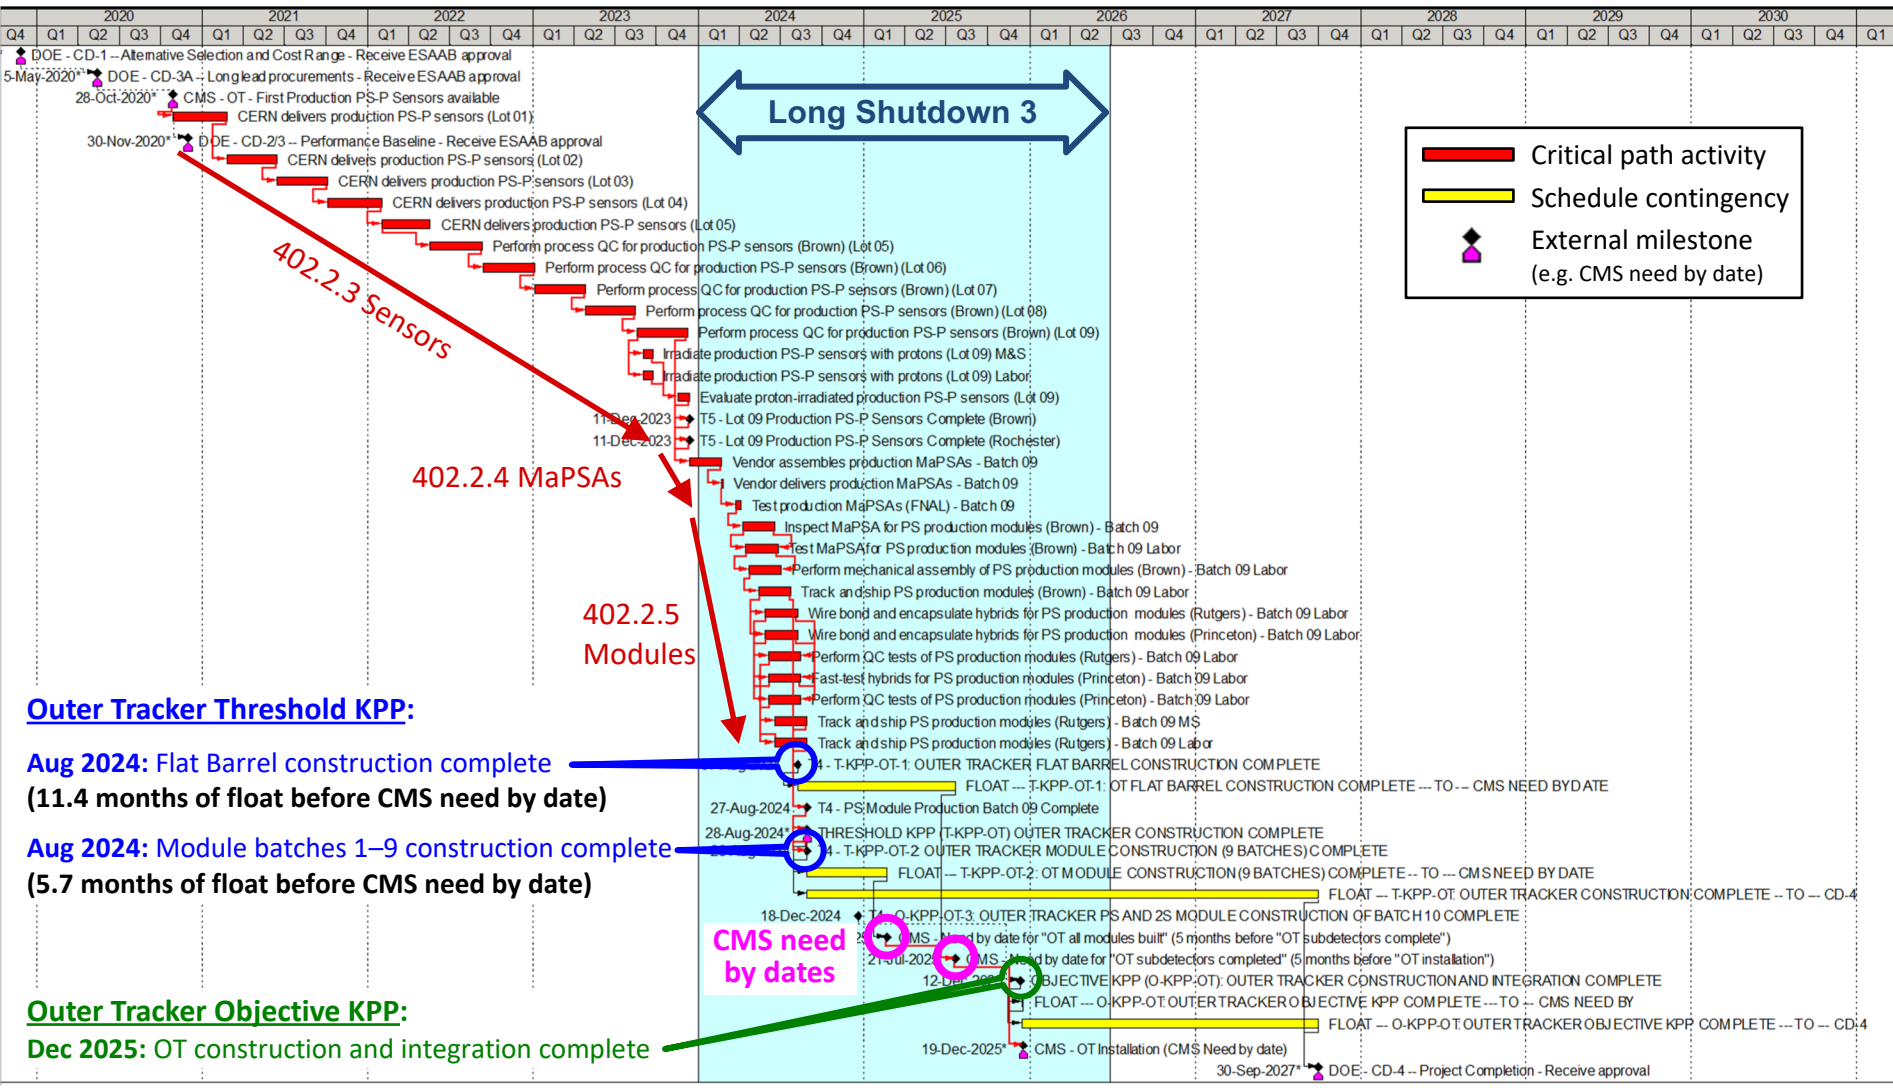 2020 2021 2022 2023 2024 2025 2026 2027 2028 2029 2030
Q4 Q1 Q2 Q3 Q4 Q1 Q2 Q3 Q4 Q1 Q2 Q3 Q4 Q1 Q2 Q3 Q4 Q1 Q2 Q3 Q4 Q1 Q2 Q3 Q4 Q1 Q2 Q3 Q4 Q1 Q2 Q3 Q4 Q1 Q2 Q3 Q4 Q1 Q2 Q3 Q4 Q1 Q2 Q3 Q4 Q1
DOE - CD-1 -- Alternative Selection and Cost Range - Receive ESAAB approval
5-May-2020* DOE - CD-3A -- Long lead procurements - Receive ESAAB approval
28-Oct-2020* CMS - OT - First Production PS-P Sensors available
CERN delivers production PS-P sensors (Lot 01)
30-Nov-2020* DOE - CD-2/3 -- Performance Baseline - Receive ESAAB approval
CERN delivers production PS-P sensors (Lot 02)
CERN delivers production PS-P sensors (Lot 03)
CERN delivers production PS-P sensors (Lot 04)
CERN delivers production PS-P sensors (Lot 05)
Perform process QC for production PS-P sensors (Brown) (Lot 05)
Perform process QC for production PS-P sensors (Brown) (Lot 06)
Perform process QC for production PS-P sensors (Brown) (Lot 07)
Perform process QC for production PS-P sensors (Brown) (Lot 08)
Perform process QC for production PS-P sensors (Brown) (Lot 09)
Irradiate production PS-P sensors with protons (Lot 09) M&S
Irradiate production PS-P sensors with protons (Lot 09) Labor
Evaluate proton-irradiated production PS-P sensors (Lot 09)
11-Dec-2023 T5 - Lot 09 Production PS-P Sensors Complete (Brown)
11-Dec-2023 T5 - Lot 09 Production PS-P Sensors Complete (Rochester)
Vendor assembles production MaPSAs - Batch 09
Vendor delivers production MaPSAs - Batch 09
Test production MaPSAs (FNAL) - Batch 09
Inspect MaPSA for PS production modules (Brown) - Batch 09
Test MaPSA for PS production modules (Brown) - Batch 09 Labor
Perform mechanical assembly of PS production modules (Brown) - Batch 09 Labor
Track and ship PS production modules (Brown) - Batch 09 Labor
Wire bond and encapsulate hybrids for PS production modules (Rutgers) - Batch 09 Labor
Wire bond and encapsulate hybrids for PS production modules (Princeton) - Batch 09 Labor
Perform QC tests of PS production modules (Rutgers) - Batch 09 Labor
Fast-test hybrids for PS production modules (Princeton) - Batch 09 Labor
Perform QC tests of PS production modules (Princeton) - Batch 09 Labor
Track and ship PS production modules (Rutgers) - Batch 09 MS
Track and ship PS production modules (Rutgers) - Batch 09 Labor
T4 - T-KPP-OT-1: OUTER TRACKER FLAT BARREL CONSTRUCTION COMPLETE
FLOAT --- T-KPP-OT-1: OT FLAT BARREL CONSTRUCTION COMPLETE --- TO -- CMS NEED BY DATE
27-Aug-2024 T4 - PS Module Production Batch 09 Complete
28-Aug-2024* THRESHOLD KPP (T-KPP-OT) OUTER TRACKER CONSTRUCTION COMPLETE
T4 - T-KPP-OT-2: OUTER TRACKER MODULE CONSTRUCTION (9 BATCHES) COMPLETE
FLOAT --- T-KPP-OT-2: OT MODULE CONSTRUCTION (9 BATCHES) COMPLETE -- TO --- CMS NEED BY DATE
FLOAT --- T-KPP-OT: OUTER TRACKER CONSTRUCTION COMPLETE -- TO -- CD-4
18-Dec-2024 T4 - O-KPP-OT-3: OUTER TRACKER PS AND 2S MODULE CONSTRUCTION OF BATCH 10 COMPLETE
CMS - Need by date for "OT all modules built" (5 months before "OT subdetectors complete")
21-Jul-2025 CMS - Need by date for "OT subdetectors completed" (5 months before "OT installation")
12-Dec-2025 OBJECTIVE KPP (O-KPP-OT): OUTER TRACKER CONSTRUCTION AND INTEGRATION COMPLETE
FLOAT --- O-KPP-OT: OUTER TRACKER OBJECTIVE KPP COMPLETE --- TO -- CMS NEED BY
FLOAT --- O-KPP-OT: OUTER TRACKER OBJECTIVE KPP COMPLETE --- TO -- CD-4
19-Dec-2025* CMS - OT Installation (CMS Need by date)
30-Sep-2027* DOE - CD-4 -- Project Completion - Receive approval
Long Shutdown 3
Critical path activity
Schedule contingency
External milestone
(e.g. CMS need by date)
402.2.3 Sensors
402.2.4 MaPSAs
402.2.5
Modules
Outer Tracker Threshold KPP:
Aug 2024: Flat Barrel construction complete
(11.4 months of float before CMS need by date)
Aug 2024: Module batches 1–9 construction complete
(5.7 months of float before CMS need by date)
CMS need
by dates
Outer Tracker Objective KPP:
Dec 2025: OT construction and integration complete